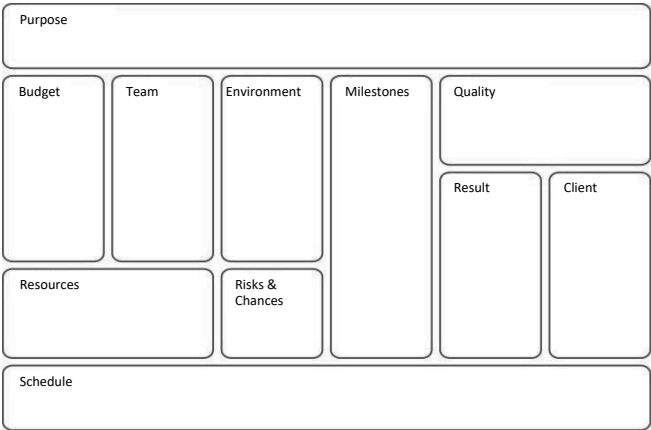 Purpose
Budget
Team
Environment
Milestones
Quality
Result
Client
Resources
Risks &
Chances
Schedule